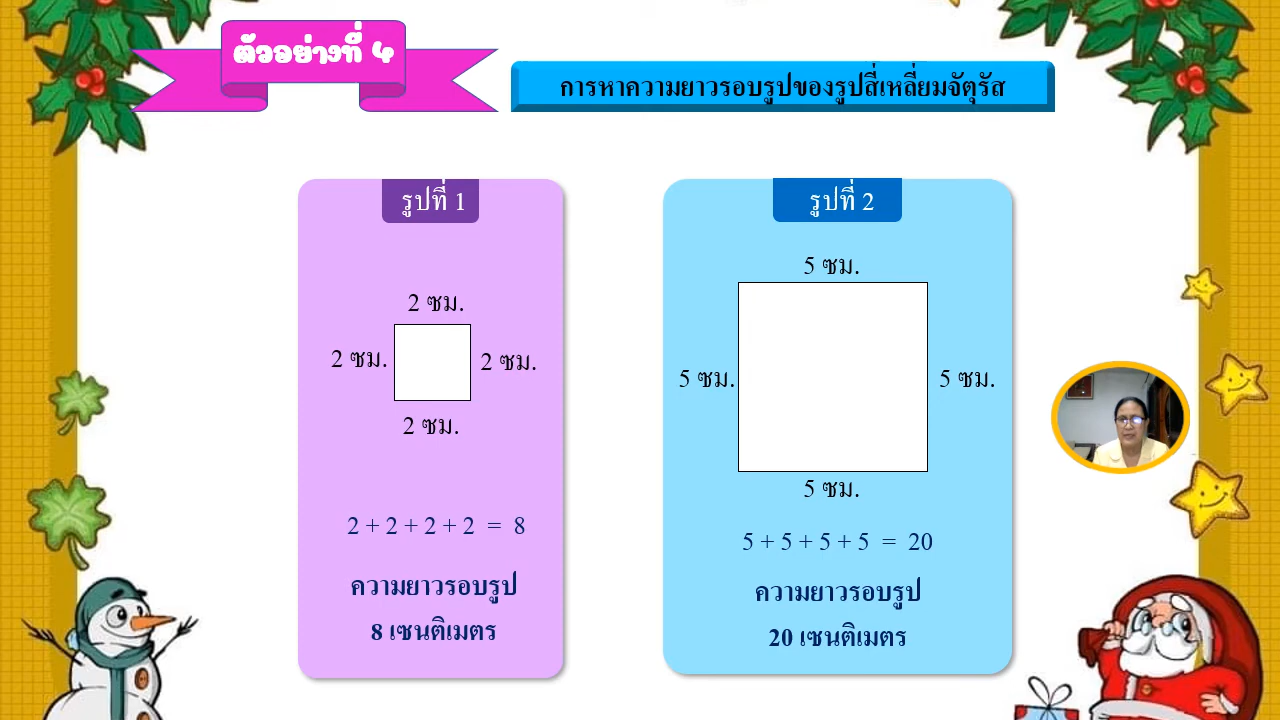 ตัวอย่างที่ 4
การหาความยาวรอบรูปของรูปสี่เหลี่ยมจัตุรัส
รูปที่ 1
2 ซม.
2 ซม.
2 ซม.
2 ซม.
2 + 2 + 2 + 2 = 8
ความยาวรอบรูป
8 เซนติเมตร
รูปที่ 2
5 ซม.
5 ซม.
5 ซม.
5 ซม.
5 + 5 + 5 + 5 = 20
ความยาวรอบรูป
20 เซนติเมตร